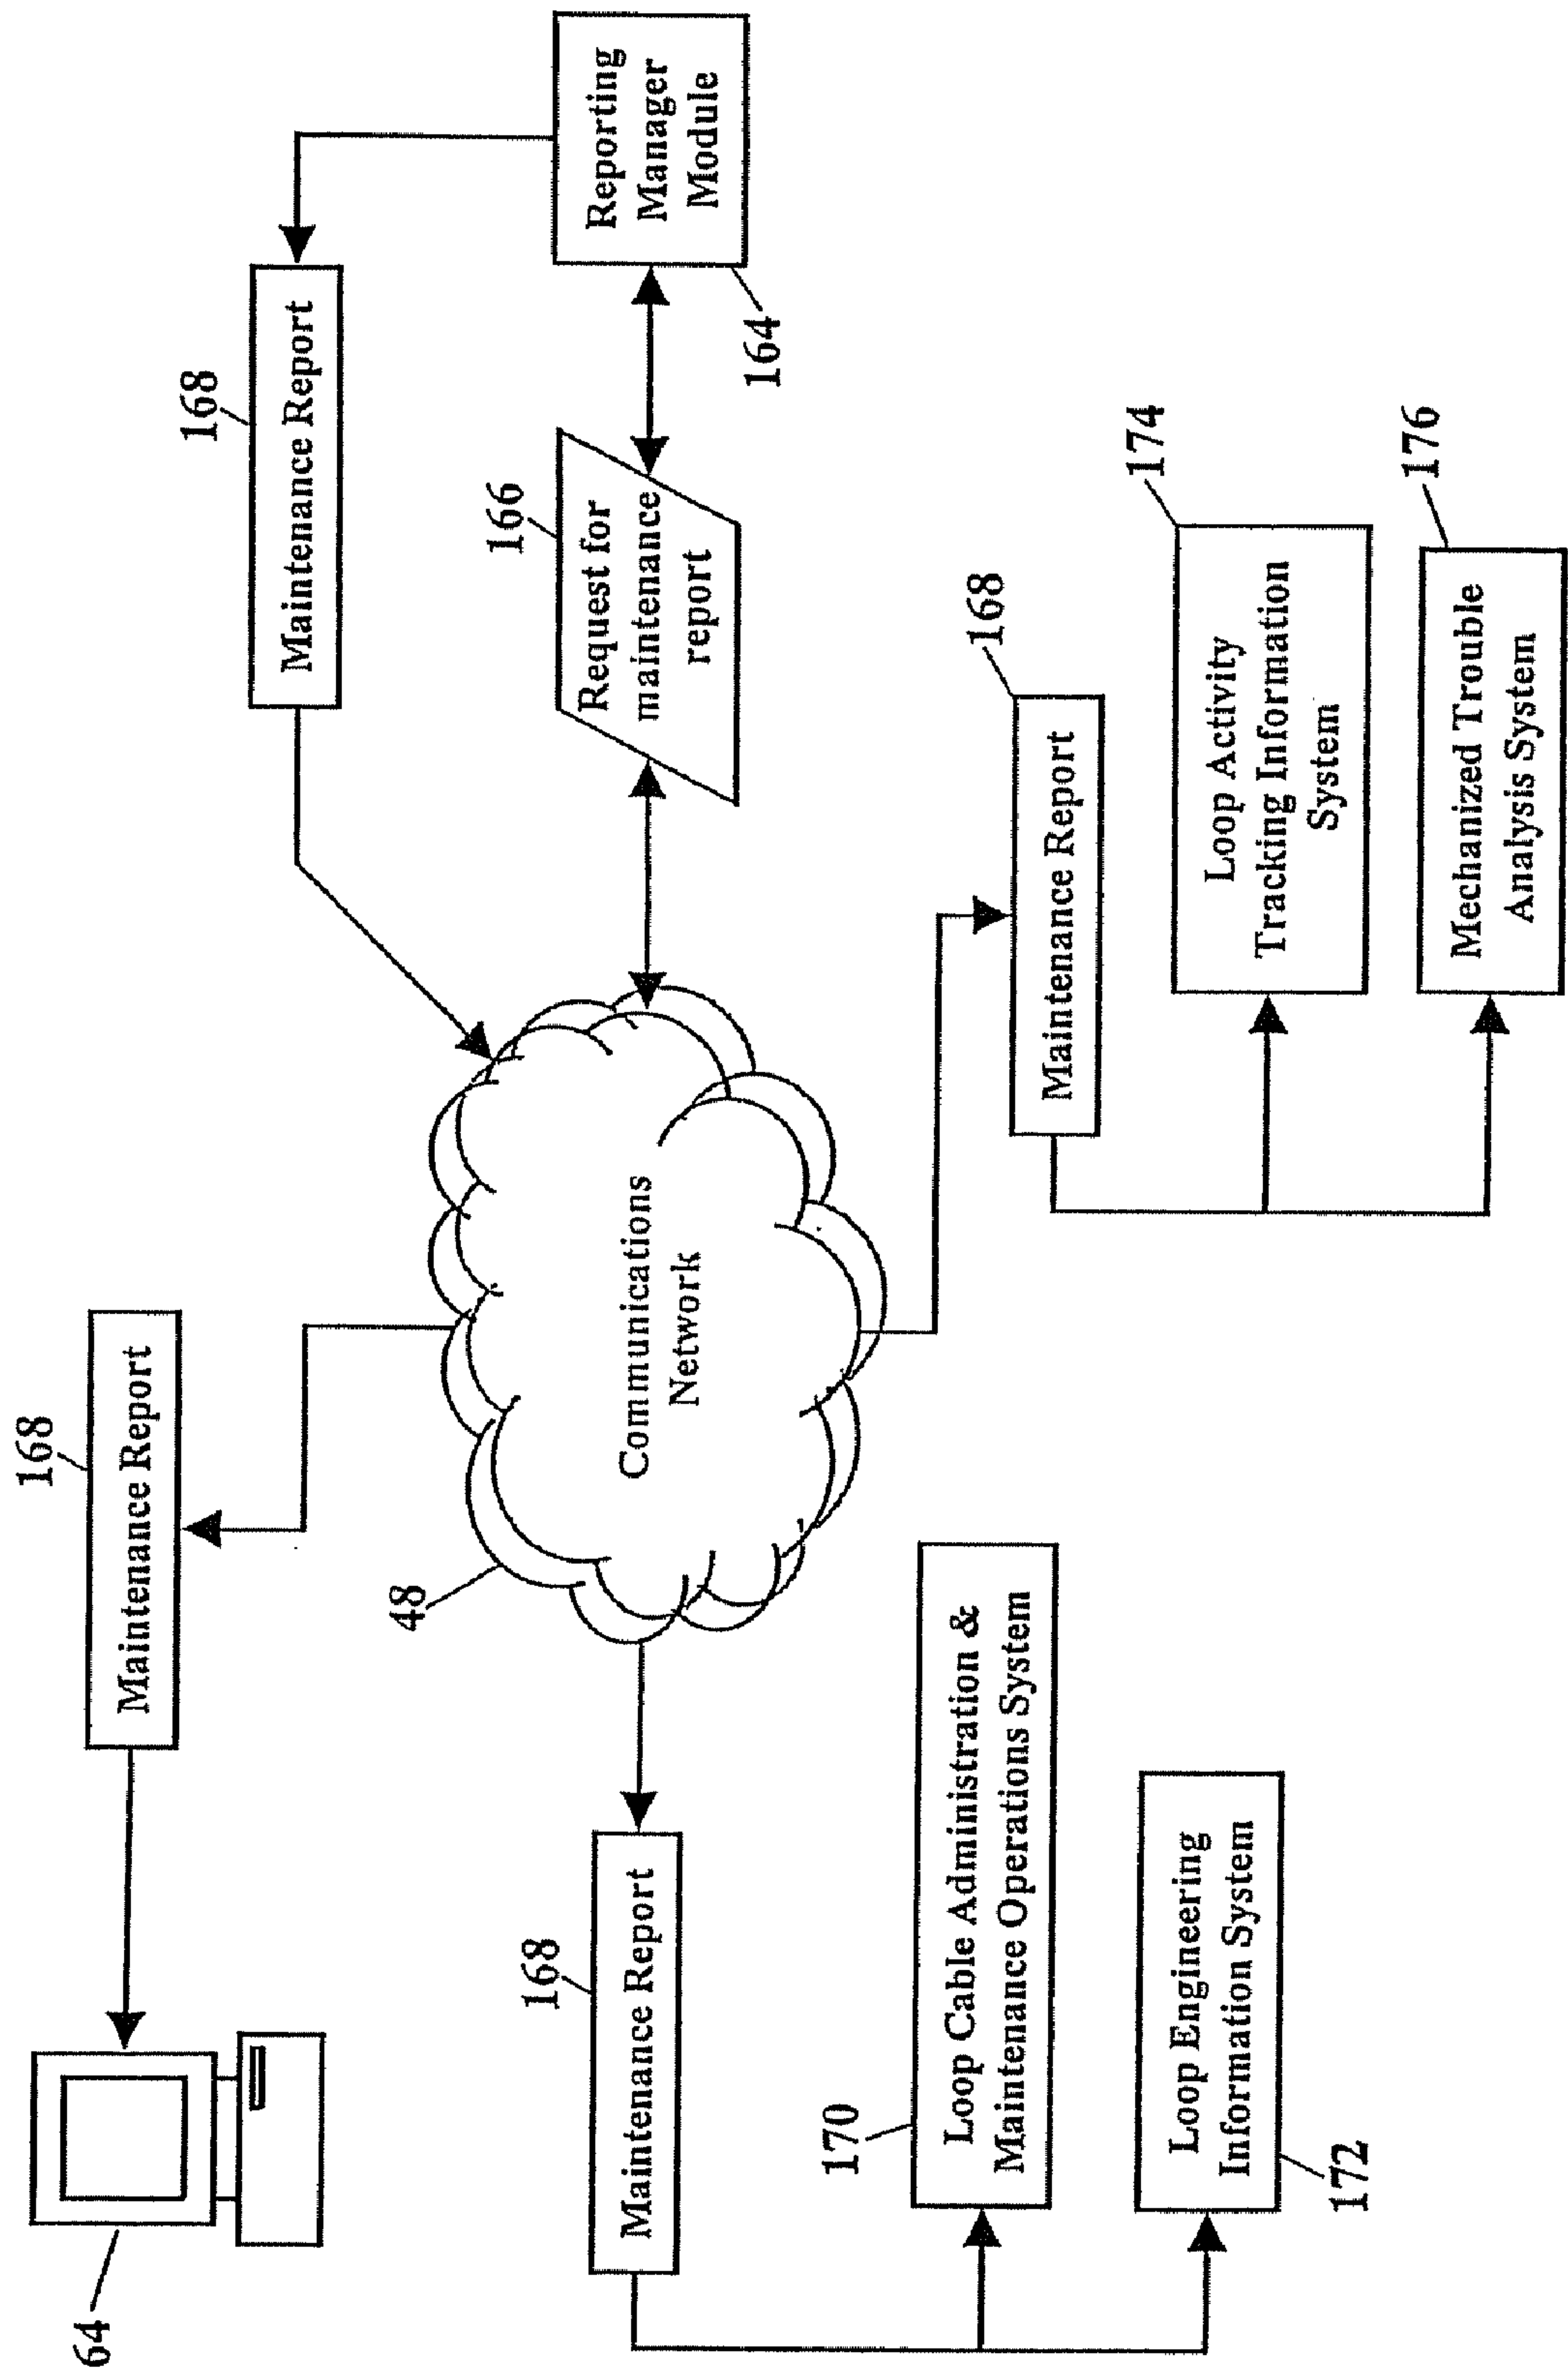 64
168
Maintenance Report
168
Maintenance Report
48
Communications
Network
166
Request for
maintenance
report
Reporting
Manager
Module
164
168
Maintenance Report
170
Loop Cable Administration &
Maintenance Operations System
172
Loop Engineering
Information System
168
Maintenance Report
174
Loop Activity
Tracking Information
System
176
Mechanized Trouble
Analysis System